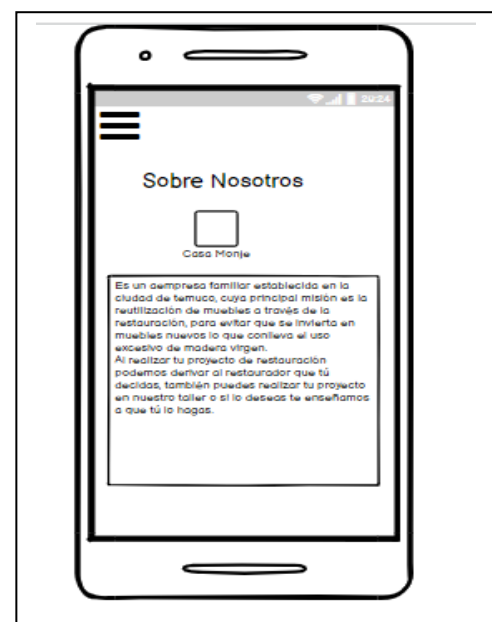 20:24
Sobre Nosotros
Casa Monje
Es un aempresa familiar establecida en la
ciudad de temuco, cuya principal misión es la
reutilización de muebles a través de la
restauración, para evitar que se invierta en
muebles nuevos lo que conlleva el uso
excesivo de madera virgen.
Al realizar tu proyecto de restauración
podemos derivar al restaurador que tú
decidas, también puedes realizar tu proyecto
en nuestro taller o si lo deseas te enseñamos
a que tú lo hagas.